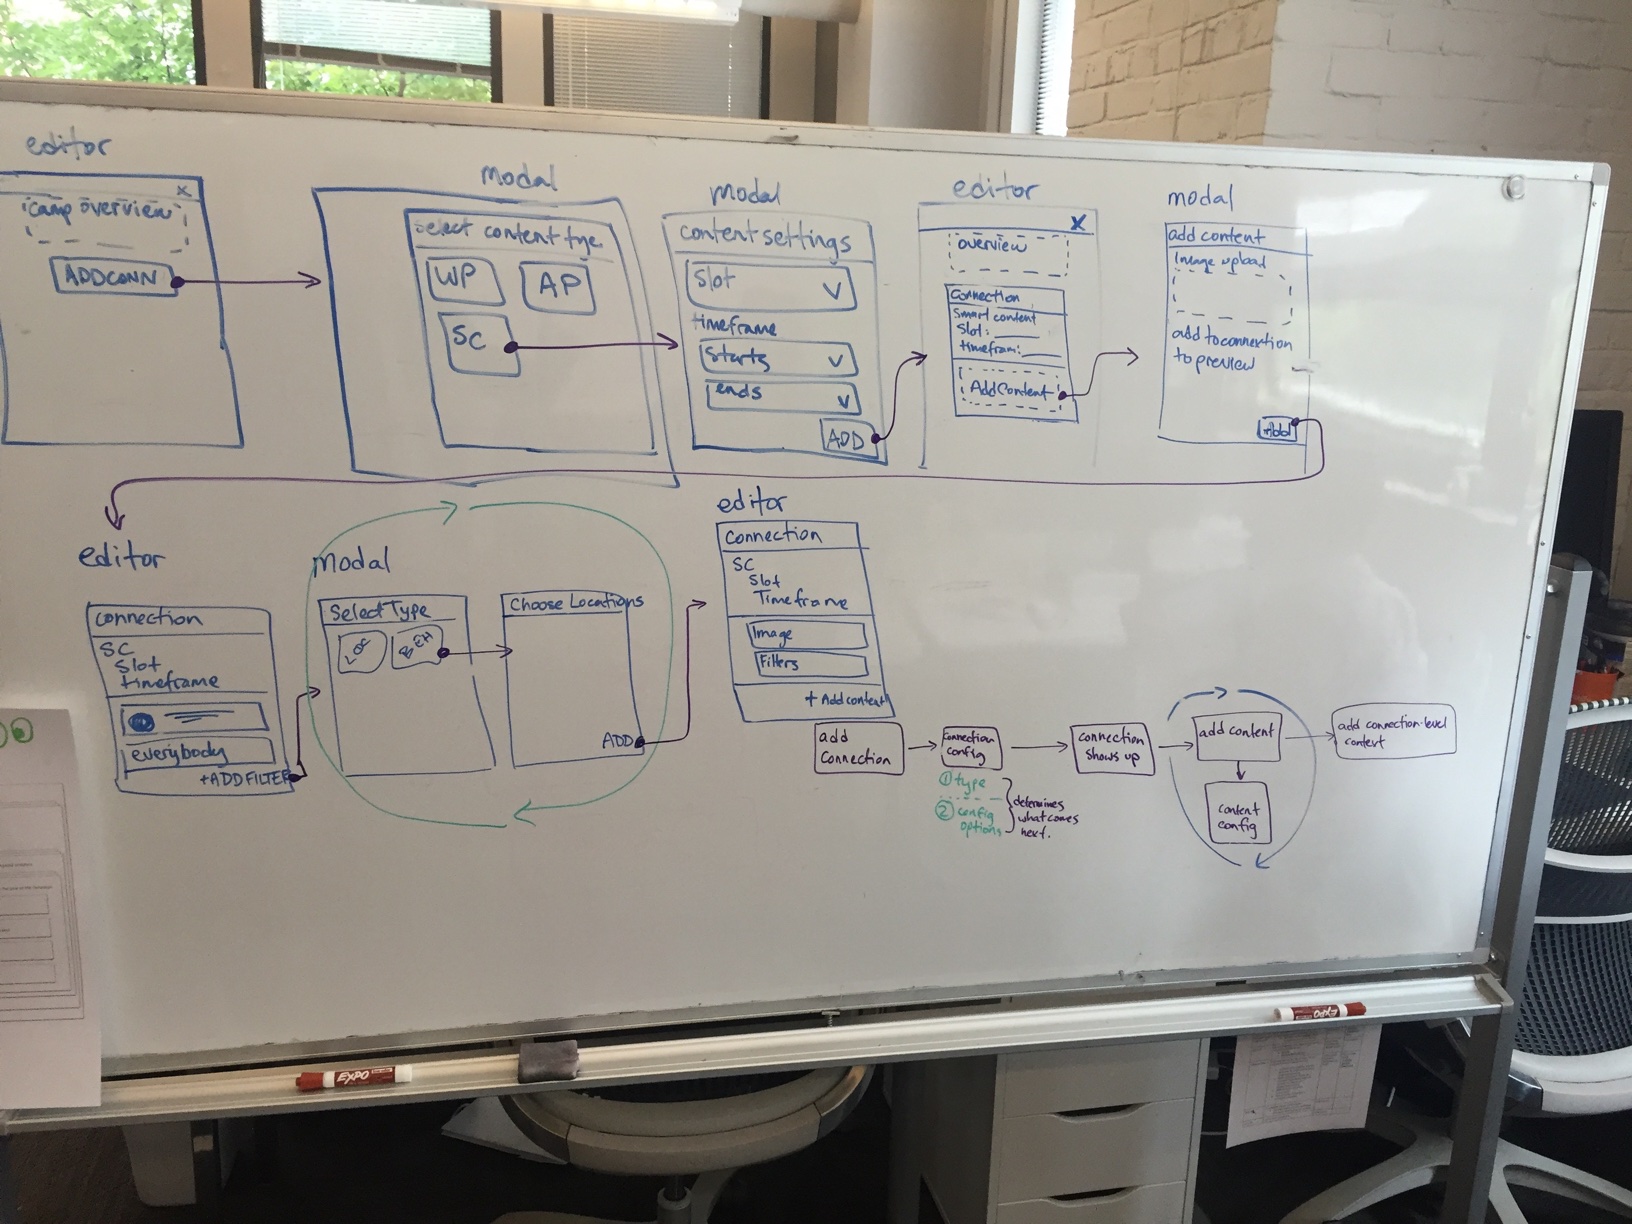 editor
x
camp overview
ADDCONN
modal
Select content type
WP
AP
SC
modal
content settings
Slot
timeframe
starts
ends
ADD
editor
X
overview
Connection
Smart content
Slot:
timefram:
Add Content
modal
add content
Image upload
add to connection
to preview
+Add
editor
connection
SC
Slot
timeframe
everybody
+ADD FILTER
modal
Select Type
LOC
BEH
Choose Locations
ADD
editor
Connection
SC
Slot
Timeframe
Image
Filters
+ Add content
add
Connection
Connection
config
① type
② config
options
determines
what comes
next.
connection
shows up
add content
content
config
add connection-level
context
EXPO
EXPO